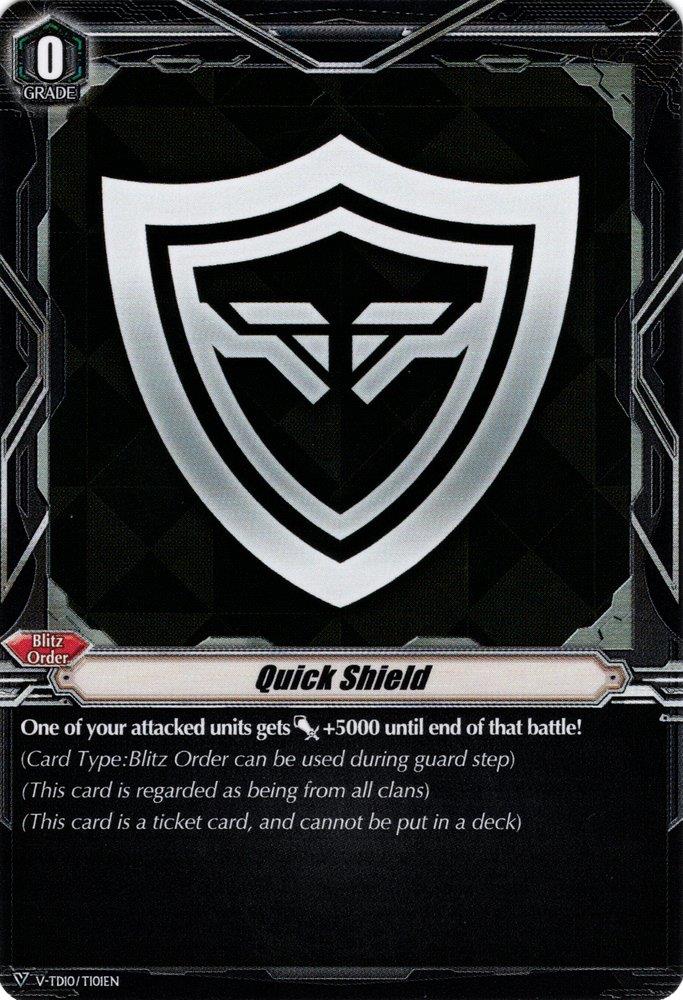 0
GRADE
Blitz
Order
Quick Shield
One of your attacked units gets +5000 until end of that battle!
(Card Type:Blitz Order can be used during guard step)
(This card is regarded as being from all clans)
(This card is a ticket card, and cannot be put in a deck)
V-TD10/T101EN